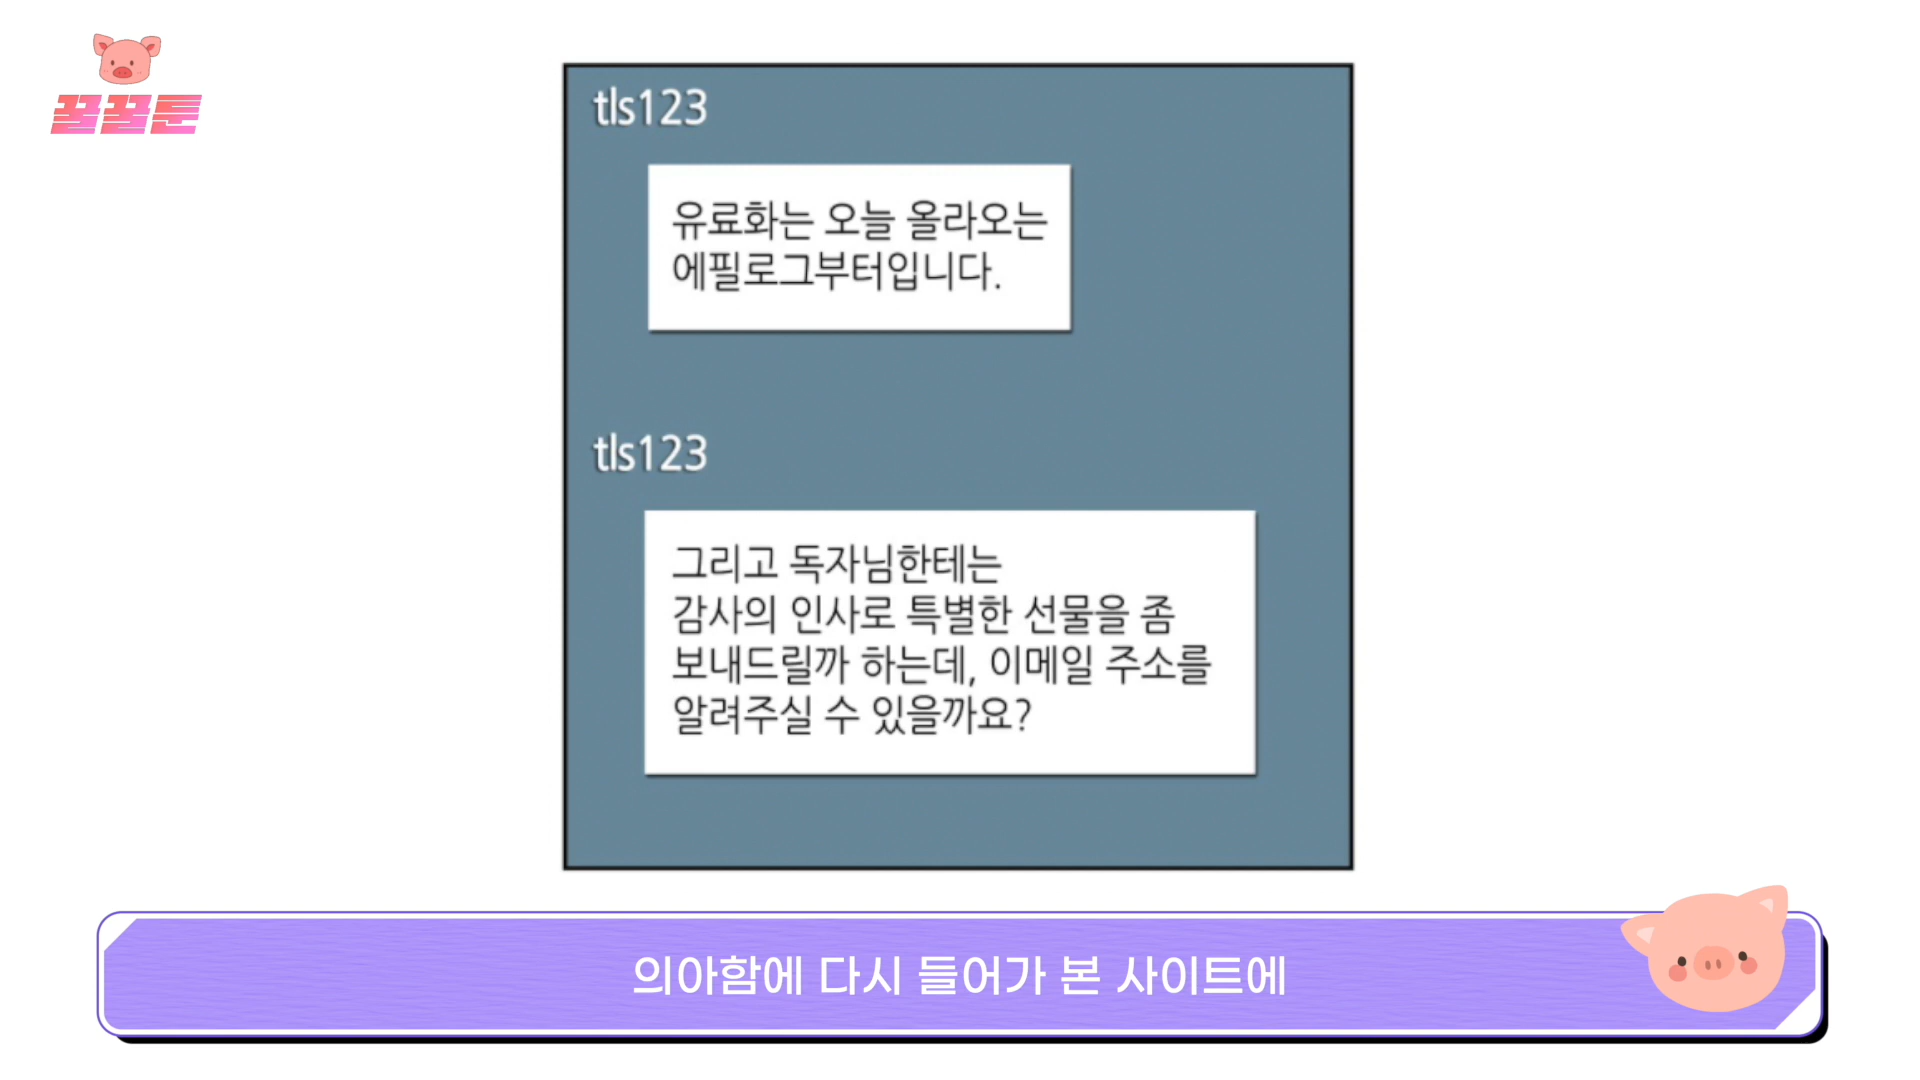 꿀꿀툰
tls123
유료화는 오늘 올라오는
에필로그부터입니다.
tls123
그리고 독자님한테는
감사의 인사로 특별한 선물을 좀
보내드릴까 하는데, 이메일 주소를
알려주실 수 있을까요?
의아함에 다시 들어가 본 사이트에